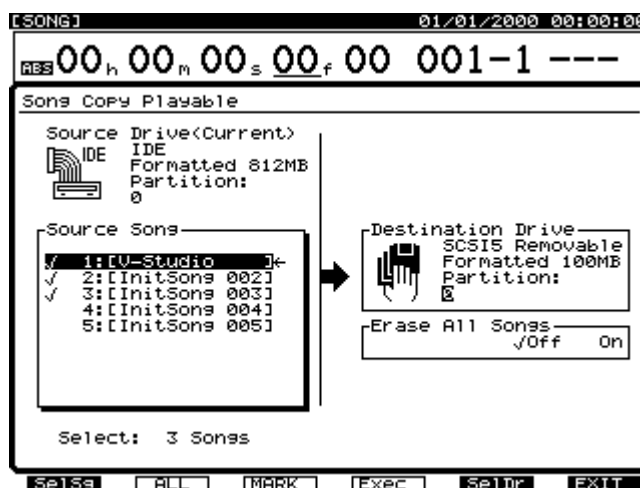 [SONG] 01/01/2000 00:00:00
ABS 00h 00m 00s 00f 00 001-1 ---
Song Copy Playable
Source Drive(Current)
IDE
IDE
Formatted 812MB
Partition:
0
Source Song
√ 1:[V-Studio ]←
√ 2:[InitSong 002]
√ 3:[InitSong 003]
4:[InitSong 004]
5:[InitSong 005]
Select: 3 Songs
Destination Drive
SCSI5 Removable
Formatted 100MB
Partition:
0
Erase All Songs
√Off On
SelSg ALL MARK Exec SelDr EXIT